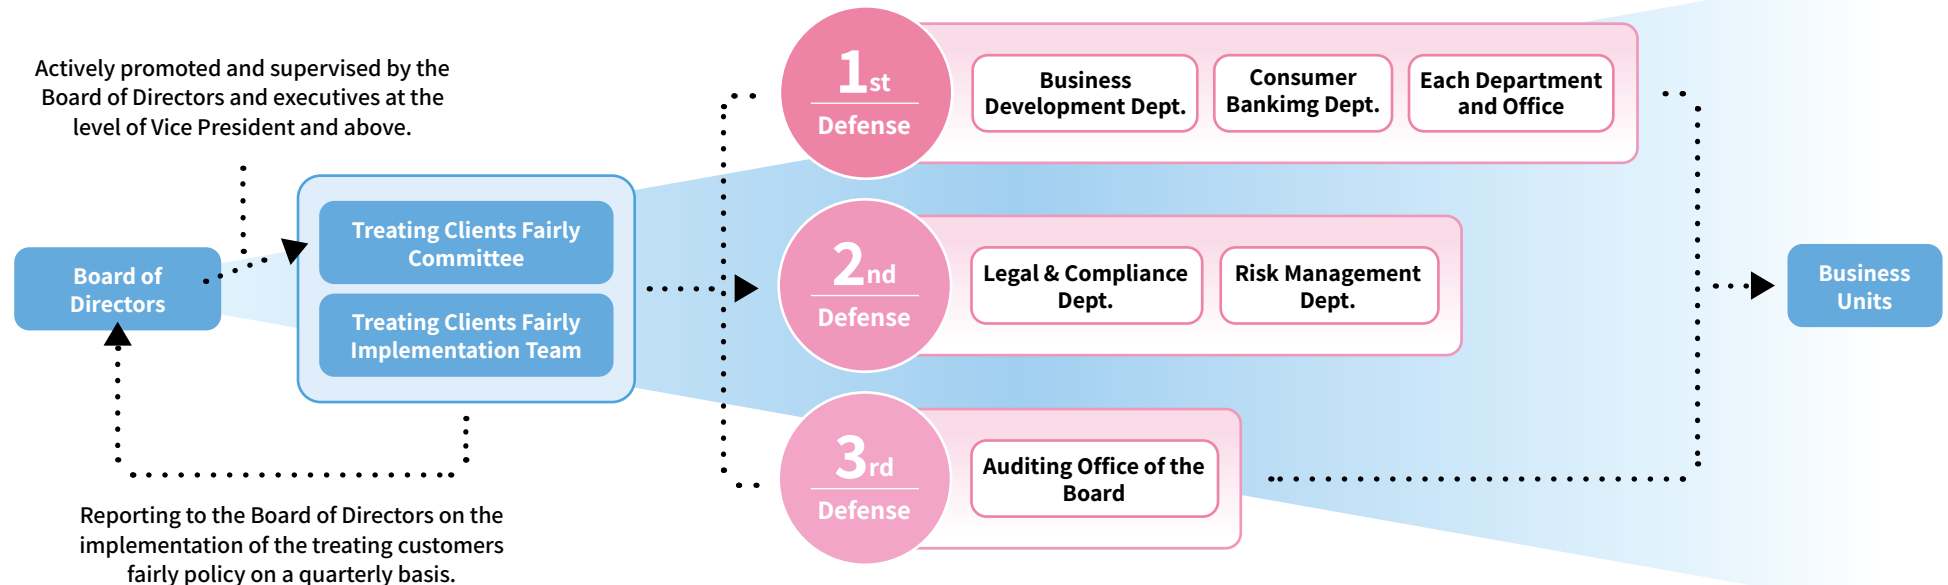 Actively promoted and supervised by the
Board of Directors and executives at the
level of Vice President and above.
Board of
Directors
Treating Clients Fairly
Committee
Treating Clients Fairly
Implementation Team
Reporting to the Board of Directors on the
implementation of the treating customers
fairly policy on a quarterly basis.
1st
Defense
Business
Development Dept.
Consumer
Bankimg Dept.
Each Department
and Office
2nd
Defense
Legal & Compliance
Dept.
Risk Management
Dept.
3rd
Defense
Auditing Office of the
Board
Business
Units